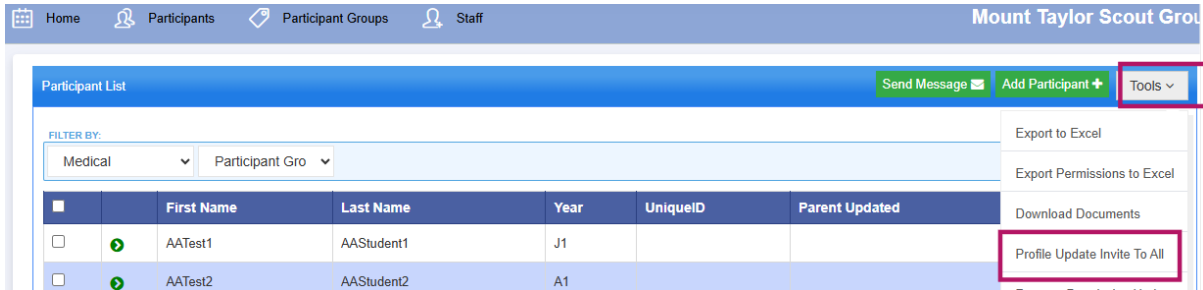 Home Participants Participant Groups Staff Mount Taylor Scout
Participant List Send Message Add Participant Tools
FILTER BY:
Medical Participant Gro
Export to Excel
Export Permissions to Excel
Download Documents
Profile Update Invite To All
First Name Last Name Year UniqueID Parent Updated
AATest1 AAStudent1 J1
AATest2 AAStudent2 A1